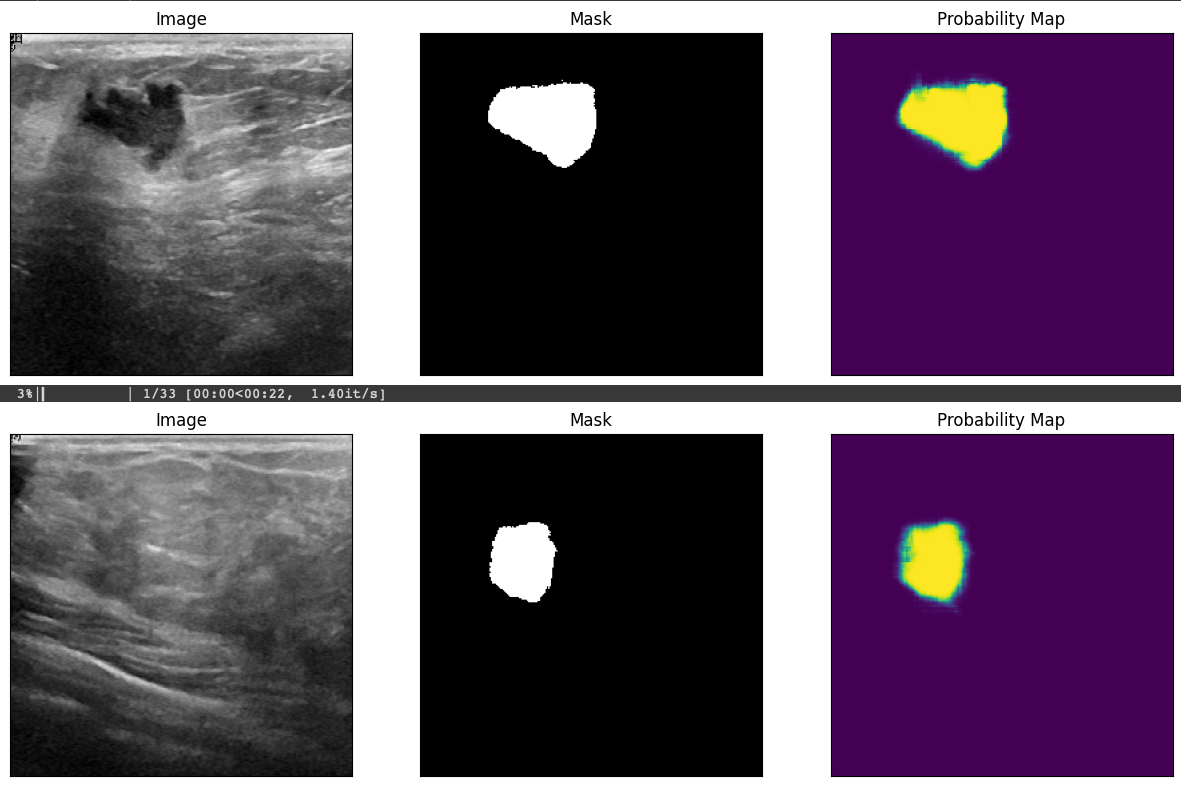 Image Mask Probability Map
3%| | 1/33 [00:00<00:22, 1.40it/s]
Image Mask Probability Map